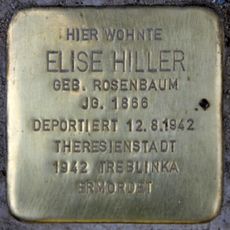 HIER WOHNTE
ELISE HILLER
GEB. ROSENBAUM
JG. 1866
DEPORTIERT 12.8.1942
THERESIENSTADT
1942 TREBLINKA
ERMORDET